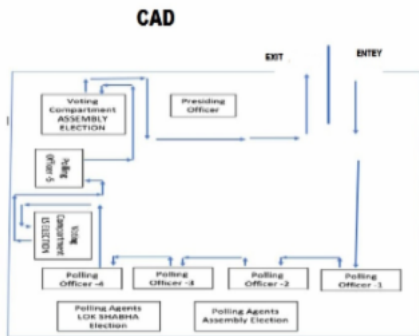 CAD
EXIT
ENTEY
Voting
Compartment
ASSEMBLY
ELECTION
Presiding
Officer
Polling
Officer -5
Voting
Compartment
LS ELECTION
Polling
Officer -4
Polling
Officer -3
Polling
Officer -2
Polling
Officer -1
Polling Agents
LOK SHABHA
Election
Polling Agents
Assembly Election